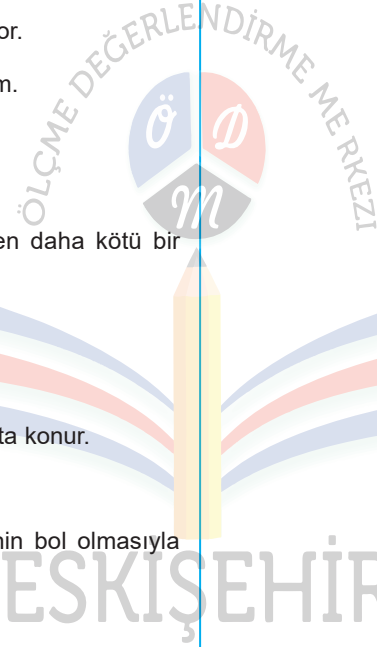 or.
m.
ÖLÇME DEĞERLENDİRME MERKEZİ
Ö D
M
en daha kötü bir
ta konur.
nin bol olmasıyla
ESKİŞEHİR